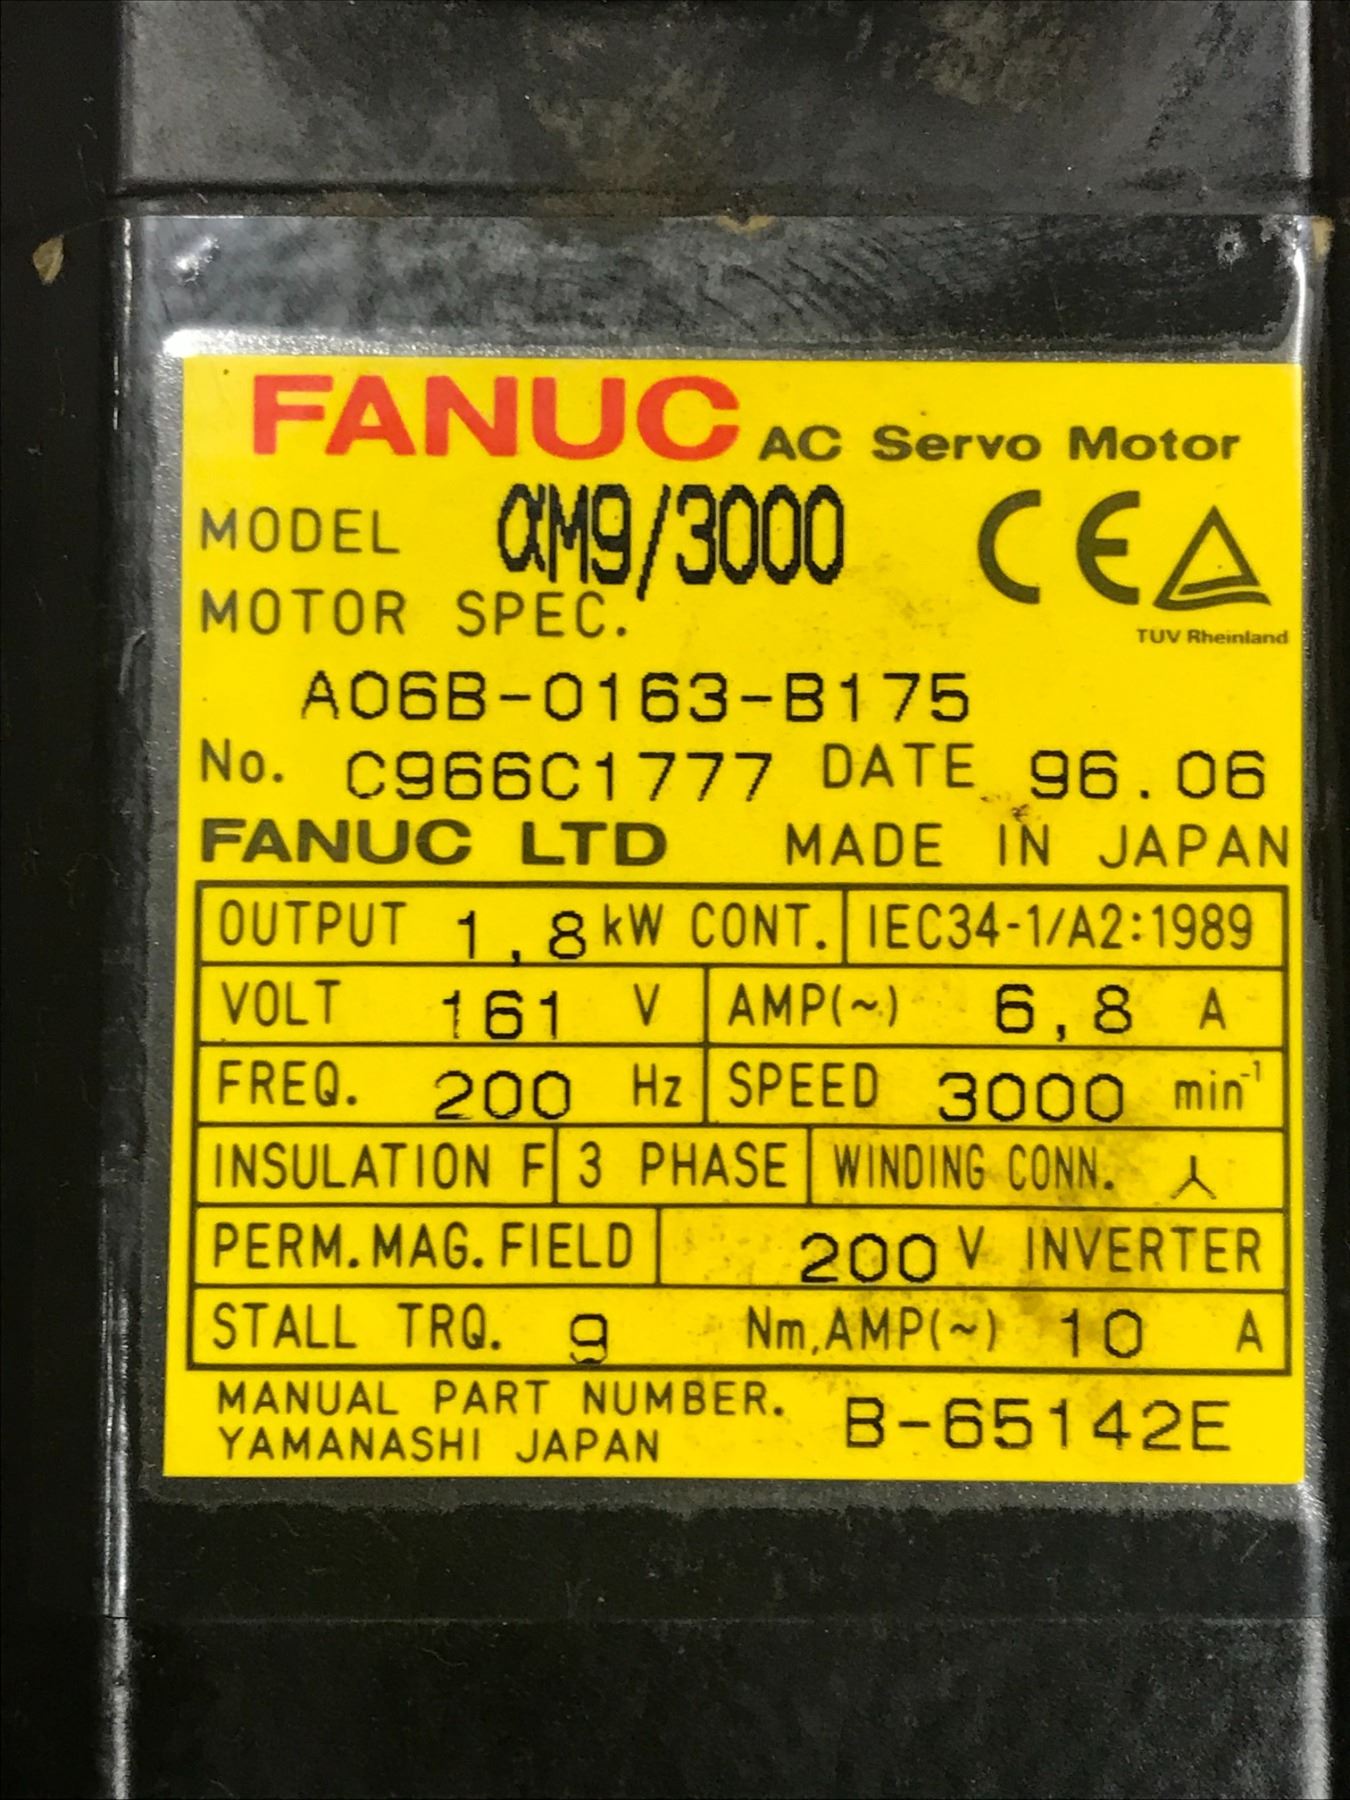 FANUC AC Servo Motor
MODEL αM9/3000 CE
MOTOR SPEC.
TÜV Rheinland
A06B-0163-B175
No. C966C1777 DATE 96.06
FANUC LTD MADE IN JAPAN
OUTPUT 1,8 kW CONT. IEC34-1/A2:1989
VOLT 161 V AMP(~) 6,8 A
FREQ. 200 Hz SPEED 3000 min⁻¹
INSULATION F 3 PHASE WINDING CONN. ⅄
PERM.MAG.FIELD 200 V INVERTER
STALL TRQ. 9 Nm,AMP(~) 10 A
MANUAL PART NUMBER. B-65142E
YAMANASHI JAPAN